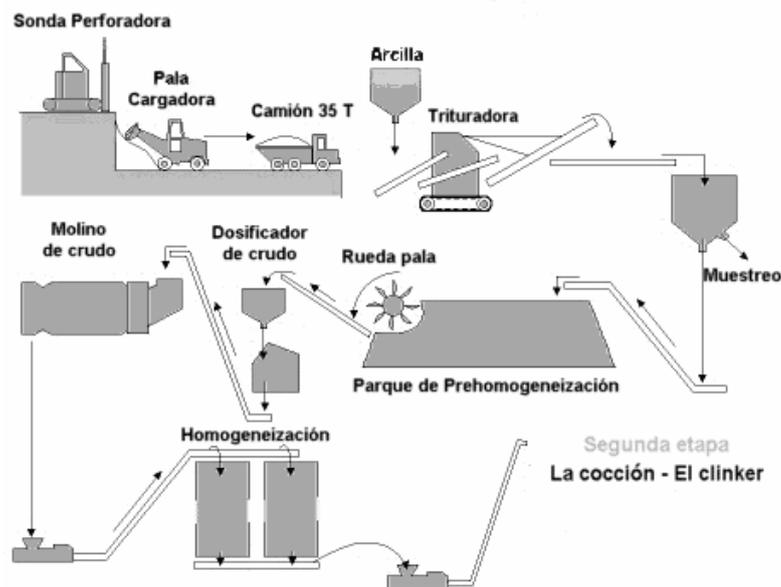 Sonda Perforadora
Pala
Cargadora
Camión 35 T
Arcilla
Trituradora
Muestreo
Molino
de crudo
Dosificador
de crudo
Rueda pala
Parque de Prehomogeneización
Homogeneización
Segunda etapa
La cocción - El clinker